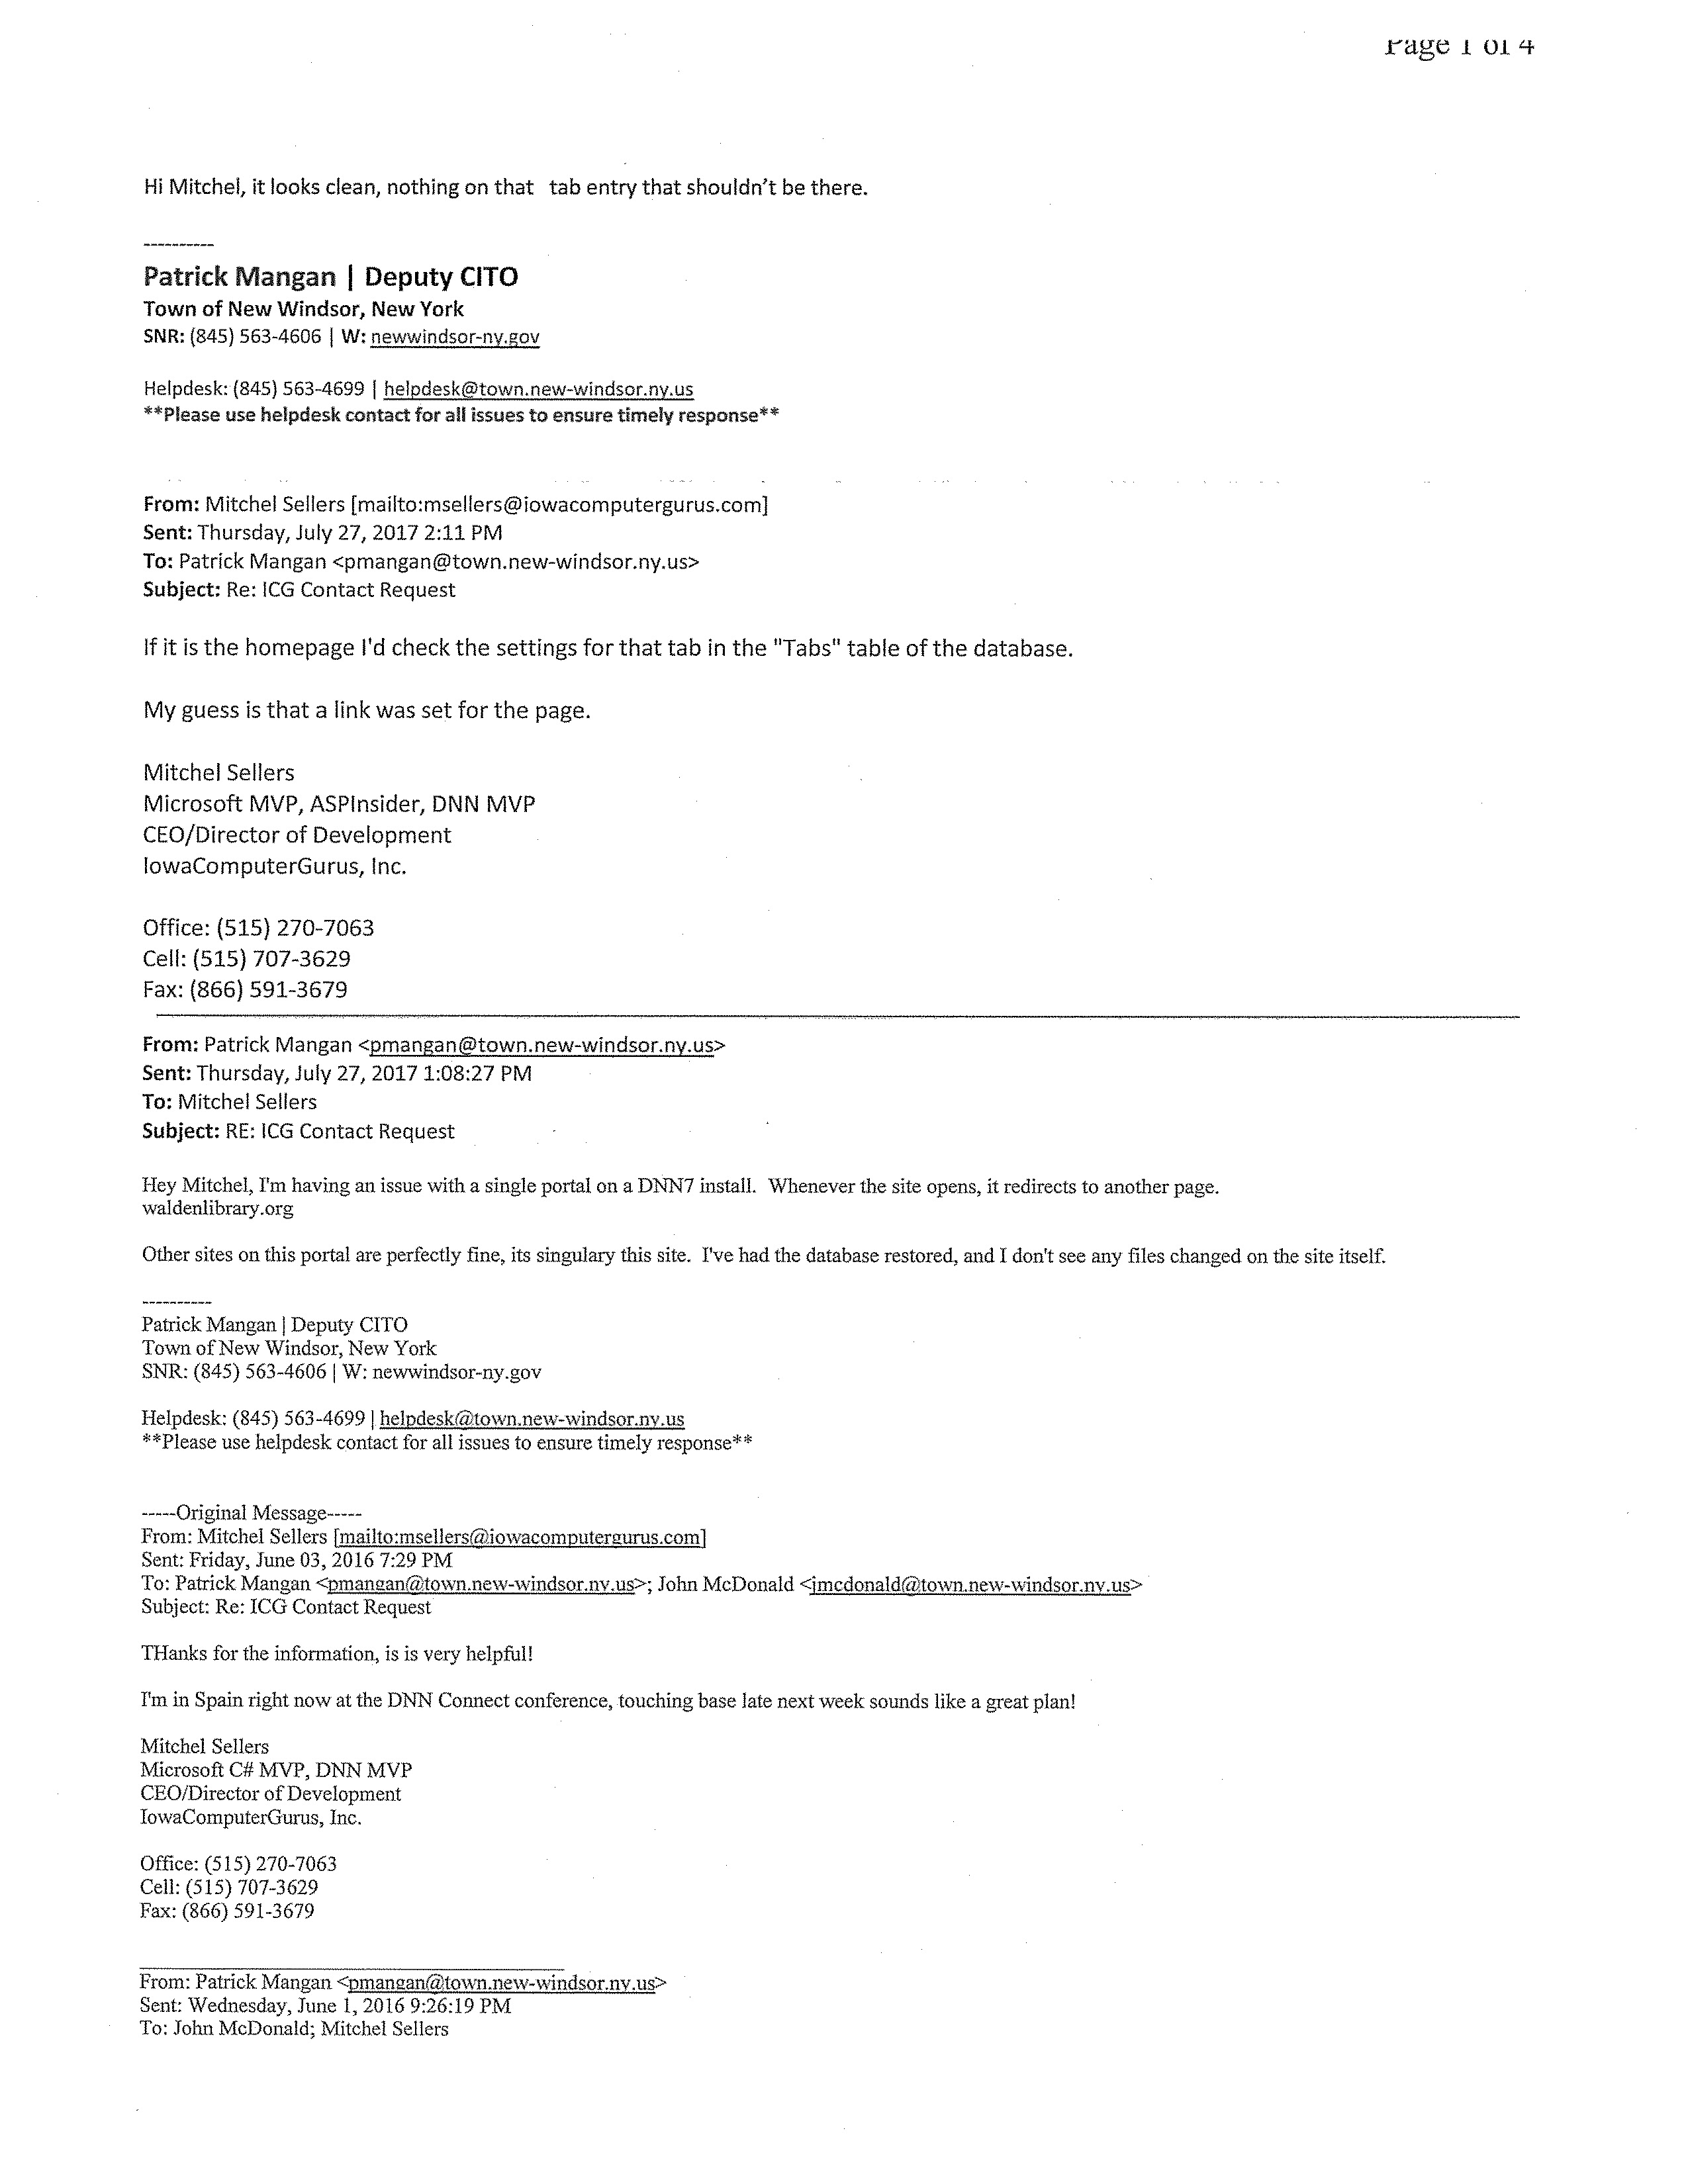 Page 1 of 4
Hi Mitchel, it looks clean, nothing on that tab entry that shouldn't be there.
----------
Patrick Mangan | Deputy CITO
Town of New Windsor, New York
SNR: (845) 563-4606 | W: newwindsor-ny.gov
Helpdesk: (845) 563-4699 | helpdesk@town.new-windsor.ny.us
**Please use helpdesk contact for all issues to ensure timely response**
From: Mitchel Sellers [mailto:msellers@iowacomputergurus.com]
Sent: Thursday, July 27, 2017 2:11 PM
To: Patrick Mangan <pmangan@town.new-windsor.ny.us>
Subject: Re: ICG Contact Request
If it is the homepage I'd check the settings for that tab in the "Tabs" table of the database.
My guess is that a link was set for the page.
Mitchel Sellers
Microsoft MVP, ASPInsider, DNN MVP
CEO/Director of Development
IowaComputerGurus, Inc.
Office: (515) 270-7063
Cell: (515) 707-3629
Fax: (866) 591-3679
From: Patrick Mangan <pmangan@town.new-windsor.ny.us>
Sent: Thursday, July 27, 2017 1:08:27 PM
To: Mitchel Sellers
Subject: RE: ICG Contact Request
Hey Mitchel, I'm having an issue with a single portal on a DNN7 install.  Whenever the site opens, it redirects to another page.
waldenlibrary.org
Other sites on this portal are perfectly fine, its singulary this site.  I've had the database restored, and I don't see any files changed on the site itself.
----------
Patrick Mangan | Deputy CITO
Town of New Windsor, New York
SNR: (845) 563-4606 | W: newwindsor-ny.gov
Helpdesk: (845) 563-4699 | helpdesk@town.new-windsor.ny.us
**Please use helpdesk contact for all issues to ensure timely response**
-----Original Message-----
From: Mitchel Sellers [mailto:msellers@iowacomputergurus.com]
Sent: Friday, June 03, 2016 7:29 PM
To: Patrick Mangan <pmangan@town.new-windsor.ny.us>; John McDonald <jmcdonald@town.new-windsor.ny.us>
Subject: Re: ICG Contact Request
THanks for the information, is is very helpful!
I'm in Spain right now at the DNN Connect conference, touching base late next week sounds like a great plan!
Mitchel Sellers
Microsoft C# MVP, DNN MVP
CEO/Director of Development
IowaComputerGurus, Inc.
Office: (515) 270-7063
Cell: (515) 707-3629
Fax: (866) 591-3679
From: Patrick Mangan <pmangan@town.new-windsor.ny.us>
Sent: Wednesday, June 1, 2016 9:26:19 PM
To: John McDonald; Mitchel Sellers